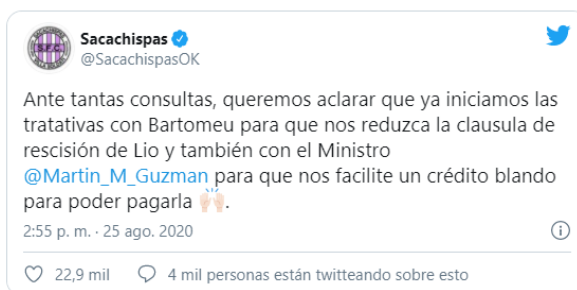 Sacachispas
@SacachispasOK
Ante tantas consultas, queremos aclarar que ya iniciamos las
tratativas con Bartomeu para que nos reduzca la clausula de
rescisión de Lio y también con el Ministro
@Martin_M_Guzman para que nos facilite un crédito blando
para poder pagarla 🙌🏻.
2:55 p. m. · 25 ago. 2020
22,9 mil 4 mil personas están twitteando sobre esto